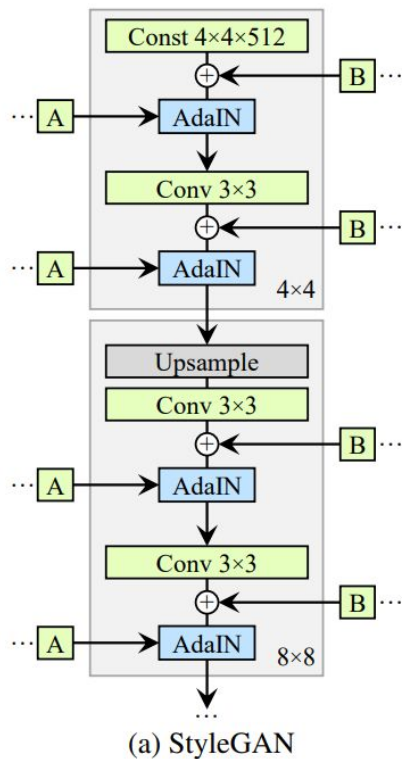 Const 4×4×512
+
B ...
... A
AdaIN
Conv 3×3
+
B ...
... A
AdaIN
4×4
Upsample
Conv 3×3
+
B ...
... A
AdaIN
Conv 3×3
+
B ...
... A
AdaIN
8×8
...
(a) StyleGAN